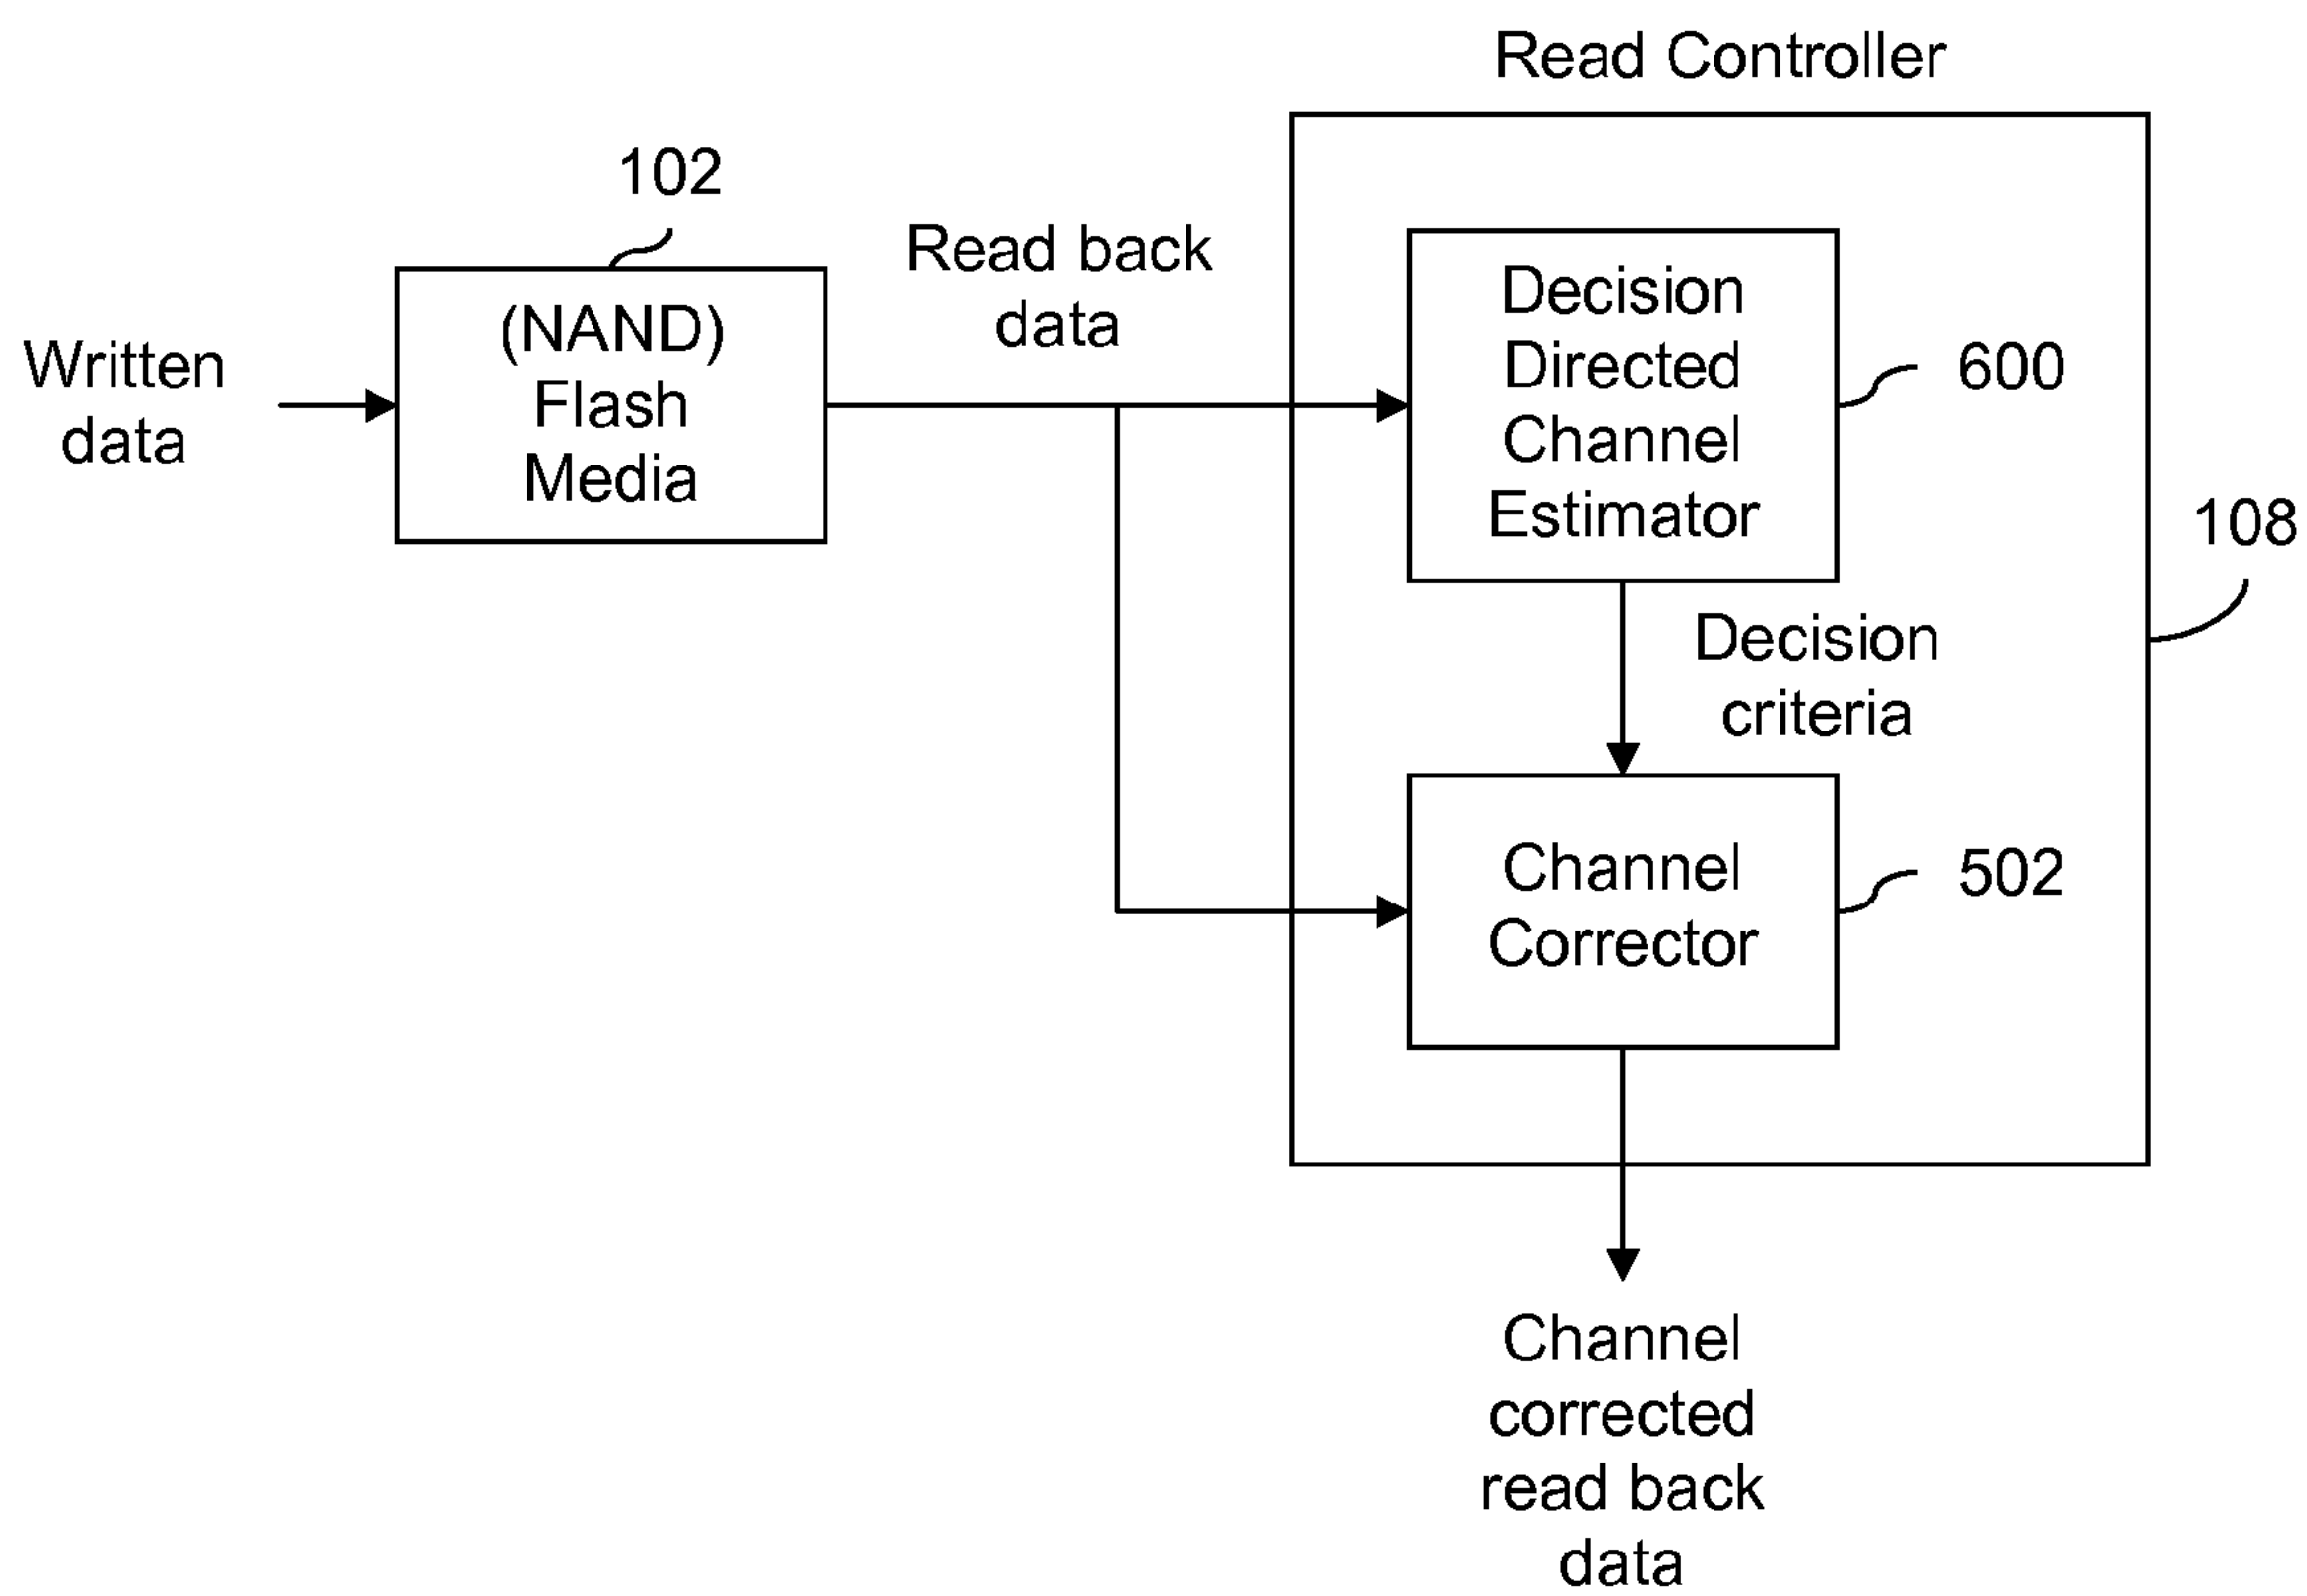 Read Controller
102
Read back
data
(NAND)
Flash
Media
Written
data
Decision
Directed
Channel
Estimator
600
108
Decision
criteria
Channel
Corrector
502
Channel
corrected
read back
data